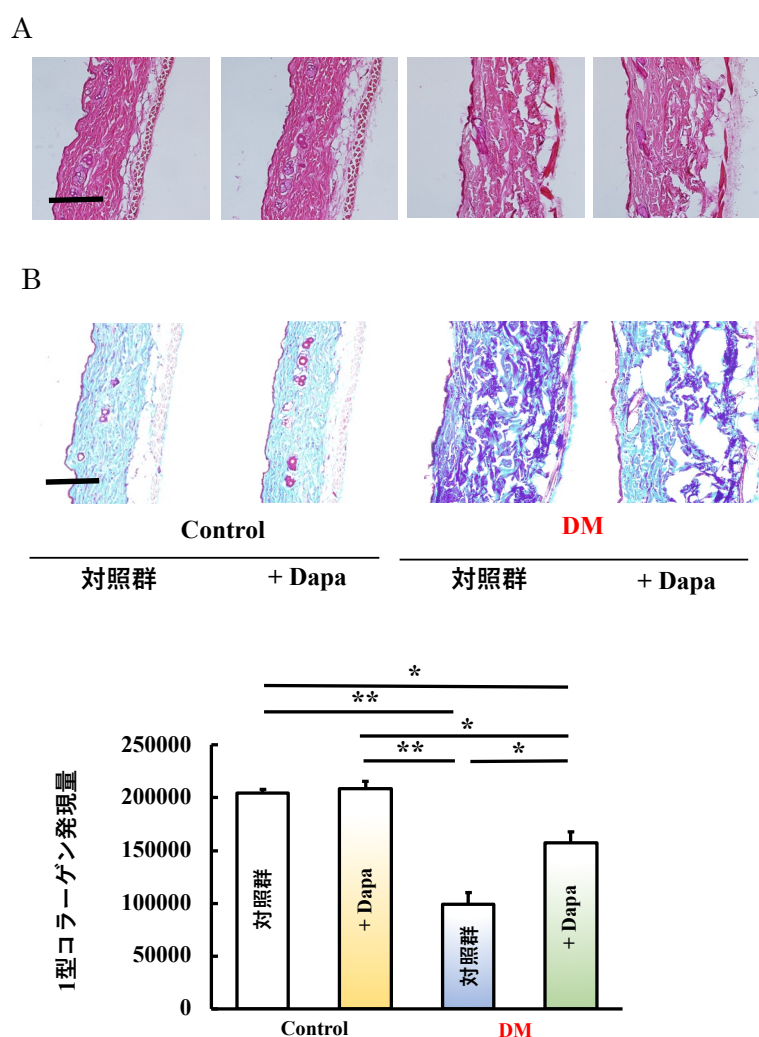 A
B
Control
DM
対照群
+ Dapa
対照群
+ Dapa
*
**
*
**
*
1型コラーゲン発現量
250000
200000
150000
100000
50000
0
対照群
+ Dapa
対照群
+ Dapa
Control
DM